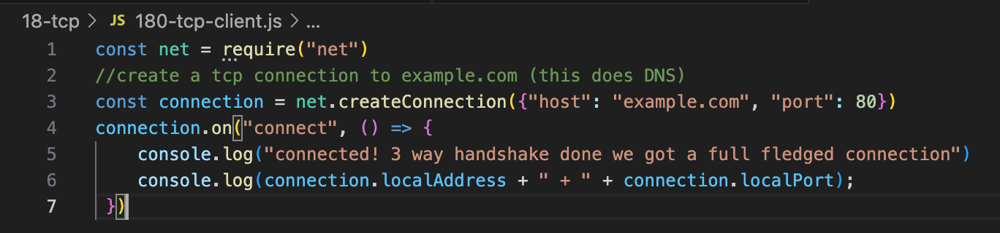 18-tcp > JS 180-tcp-client.js > ...
1 const net = require("net")
2 //create a tcp connection to example.com (this does DNS)
3 const connection = net.createConnection({"host": "example.com", "port": 80})
4 connection.on("connect", () => {
5     console.log("connected! 3 way handshake done we got a full fledged connection")
6     console.log(connection.localAddress + " + " + connection.localPort);
7  })